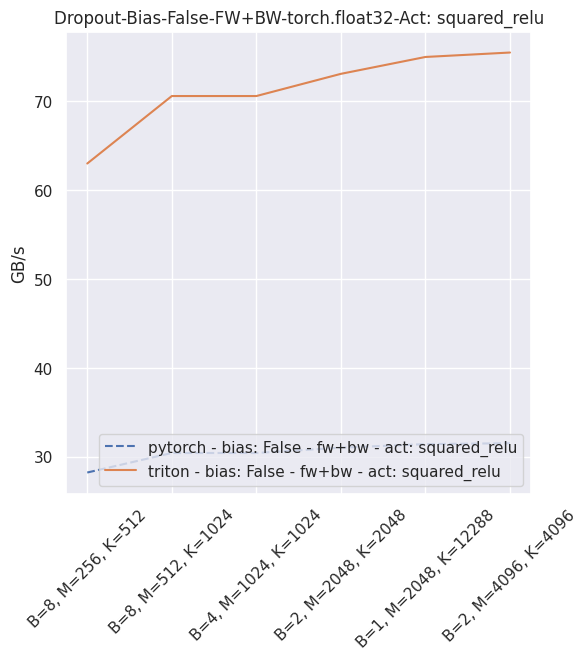 Dropout-Bias-False-FW+BW-torch.float32-Act: squared_relu
GB/s
70
60
50
40
30
pytorch - bias: False - fw+bw - act: squared_relu
triton - bias: False - fw+bw - act: squared_relu
B=8, M=256, K=512
B=8, M=512, K=1024
B=4, M=1024, K=1024
B=2, M=2048, K=2048
B=1, M=2048, K=12288
B=2, M=4096, K=4096